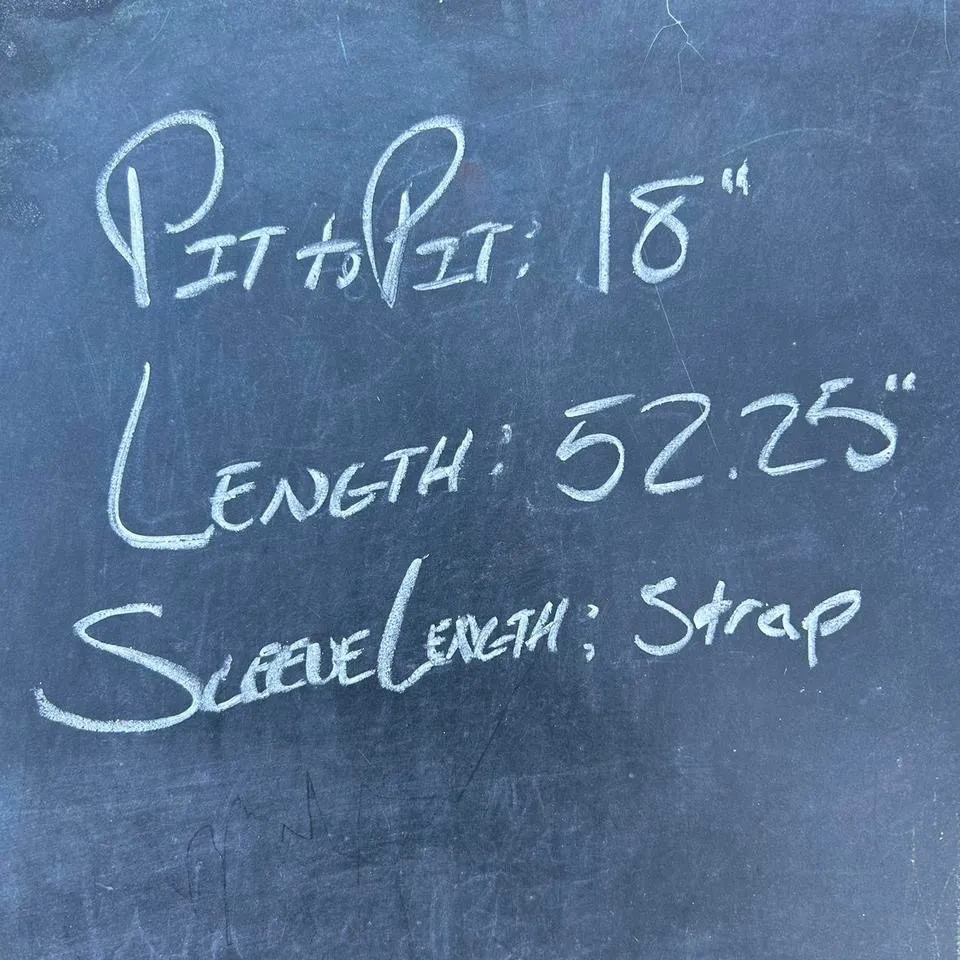 Pit to Pit: 18"
Length: 52.25"
Sleeve Length: Strap